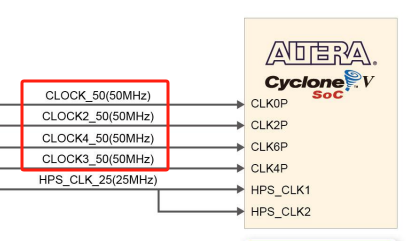 ALTERA.
Cyclone V
SoC
CLOCK_50(50MHz)
CLK0P
CLOCK2_50(50MHz)
CLK2P
CLOCK4_50(50MHz)
CLK6P
CLOCK3_50(50MHz)
CLK4P
HPS_CLK_25(25MHz)
HPS_CLK1
HPS_CLK2